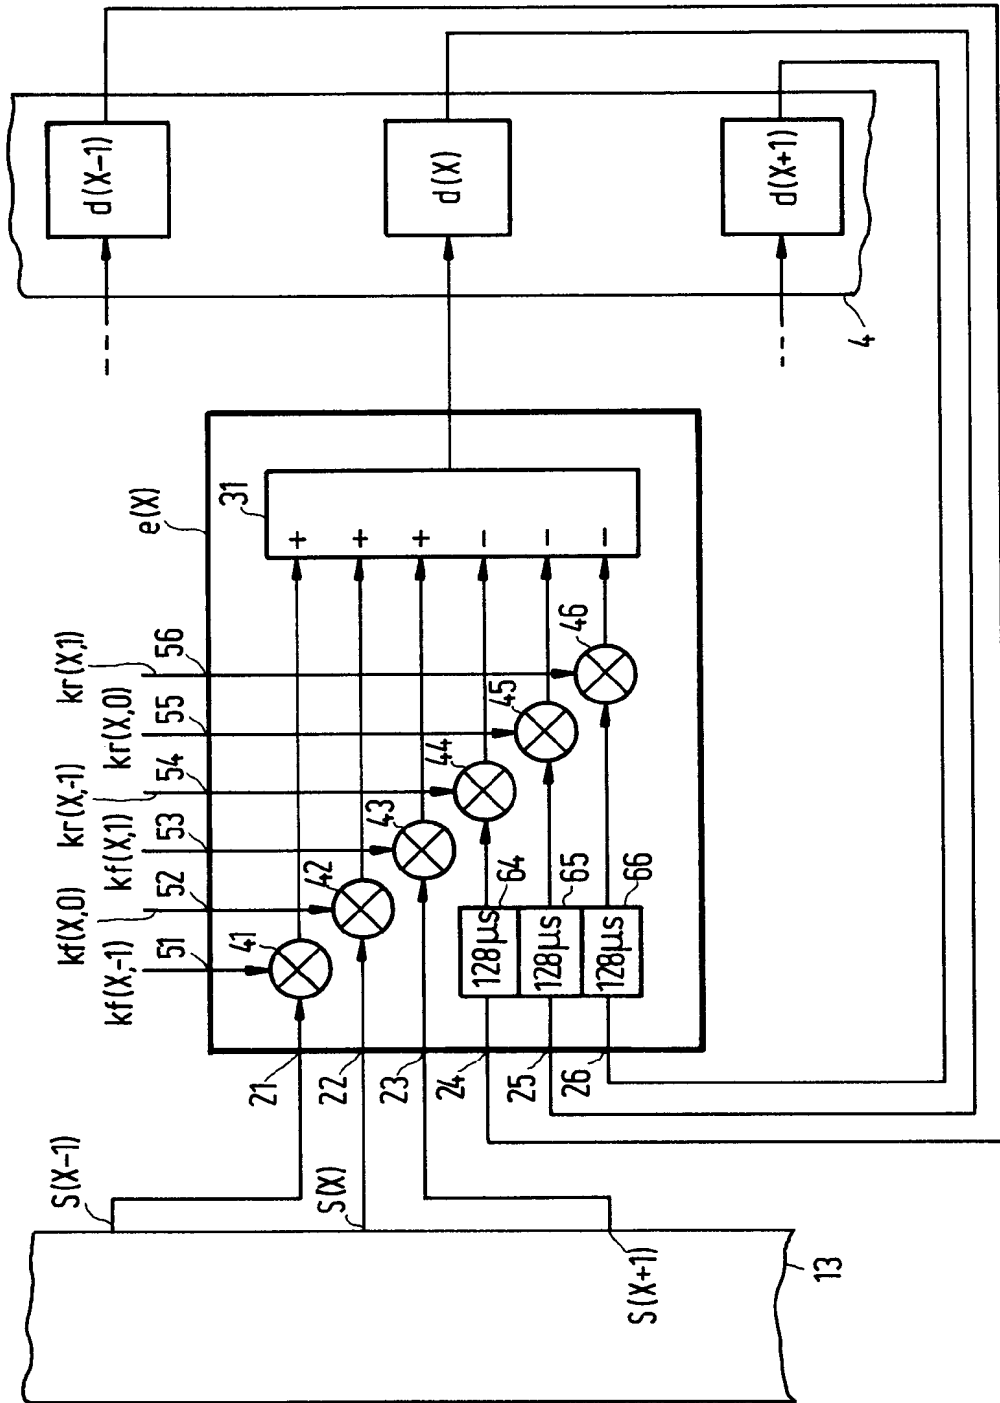 d(X-1)
d(X)
d(X+1)
4
e(X)
31
+
+
+
-
-
-
kf(X,-1)
kf(X,0)
kf(X,1)
kr(X,-1)
kr(X,0)
kr(X,1)
51
52
53
54
55
56
41
42
43
44
45
46
128µs
64
128µs
65
128µs
66
21
22
23
24
25
26
S(X-1)
S(X)
S(X+1)
13